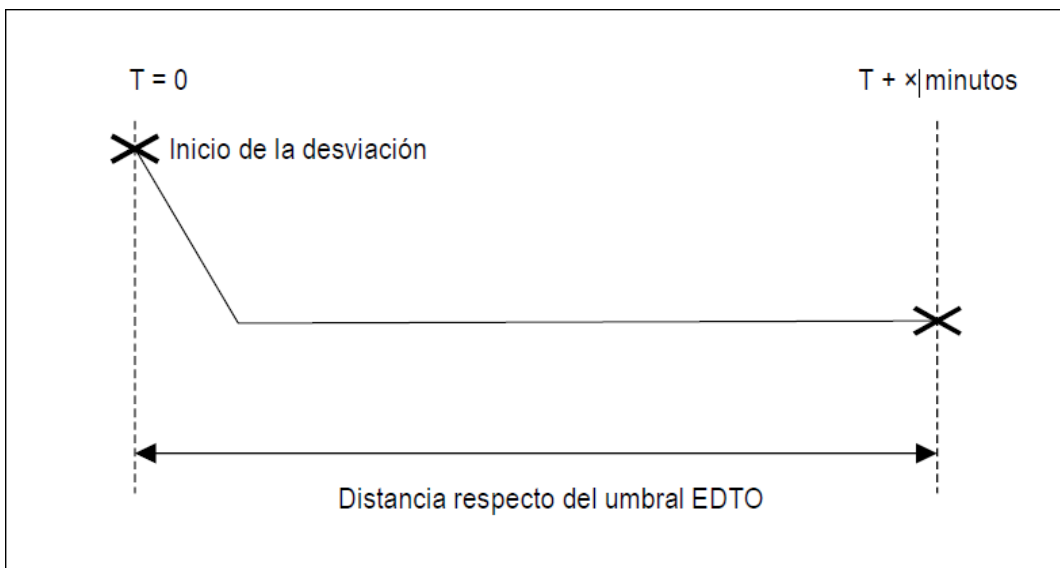 T = 0
T + ×|minutos
Inicio de la desviación
Distancia respecto del umbral EDTO